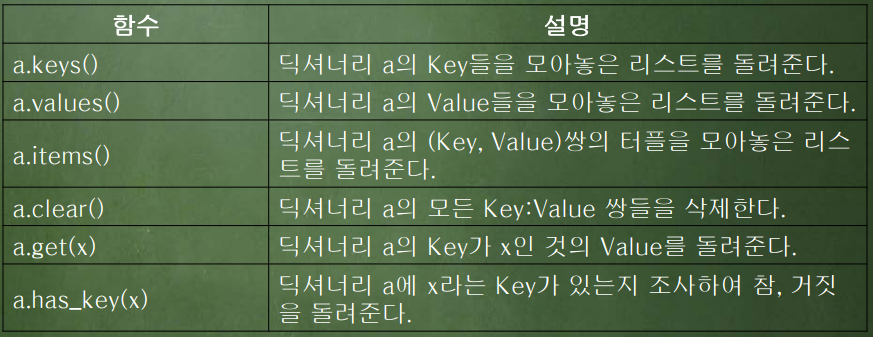 함수 설명
a.keys() 딕셔너리 a의 Key들을 모아놓은 리스트를 돌려준다.
a.values() 딕셔너리 a의 Value들을 모아놓은 리스트를 돌려준다.
a.items() 딕셔너리 a의 (Key, Value)쌍의 터플을 모아놓은 리스
트를 돌려준다.
a.clear() 딕셔너리 a의 모든 Key:Value 쌍들을 삭제한다.
a.get(x) 딕셔너리 a의 Key가 x인 것의 Value를 돌려준다.
a.has_key(x) 딕셔너리 a에 x라는 Key가 있는지 조사하여 참, 거짓
을 돌려준다.